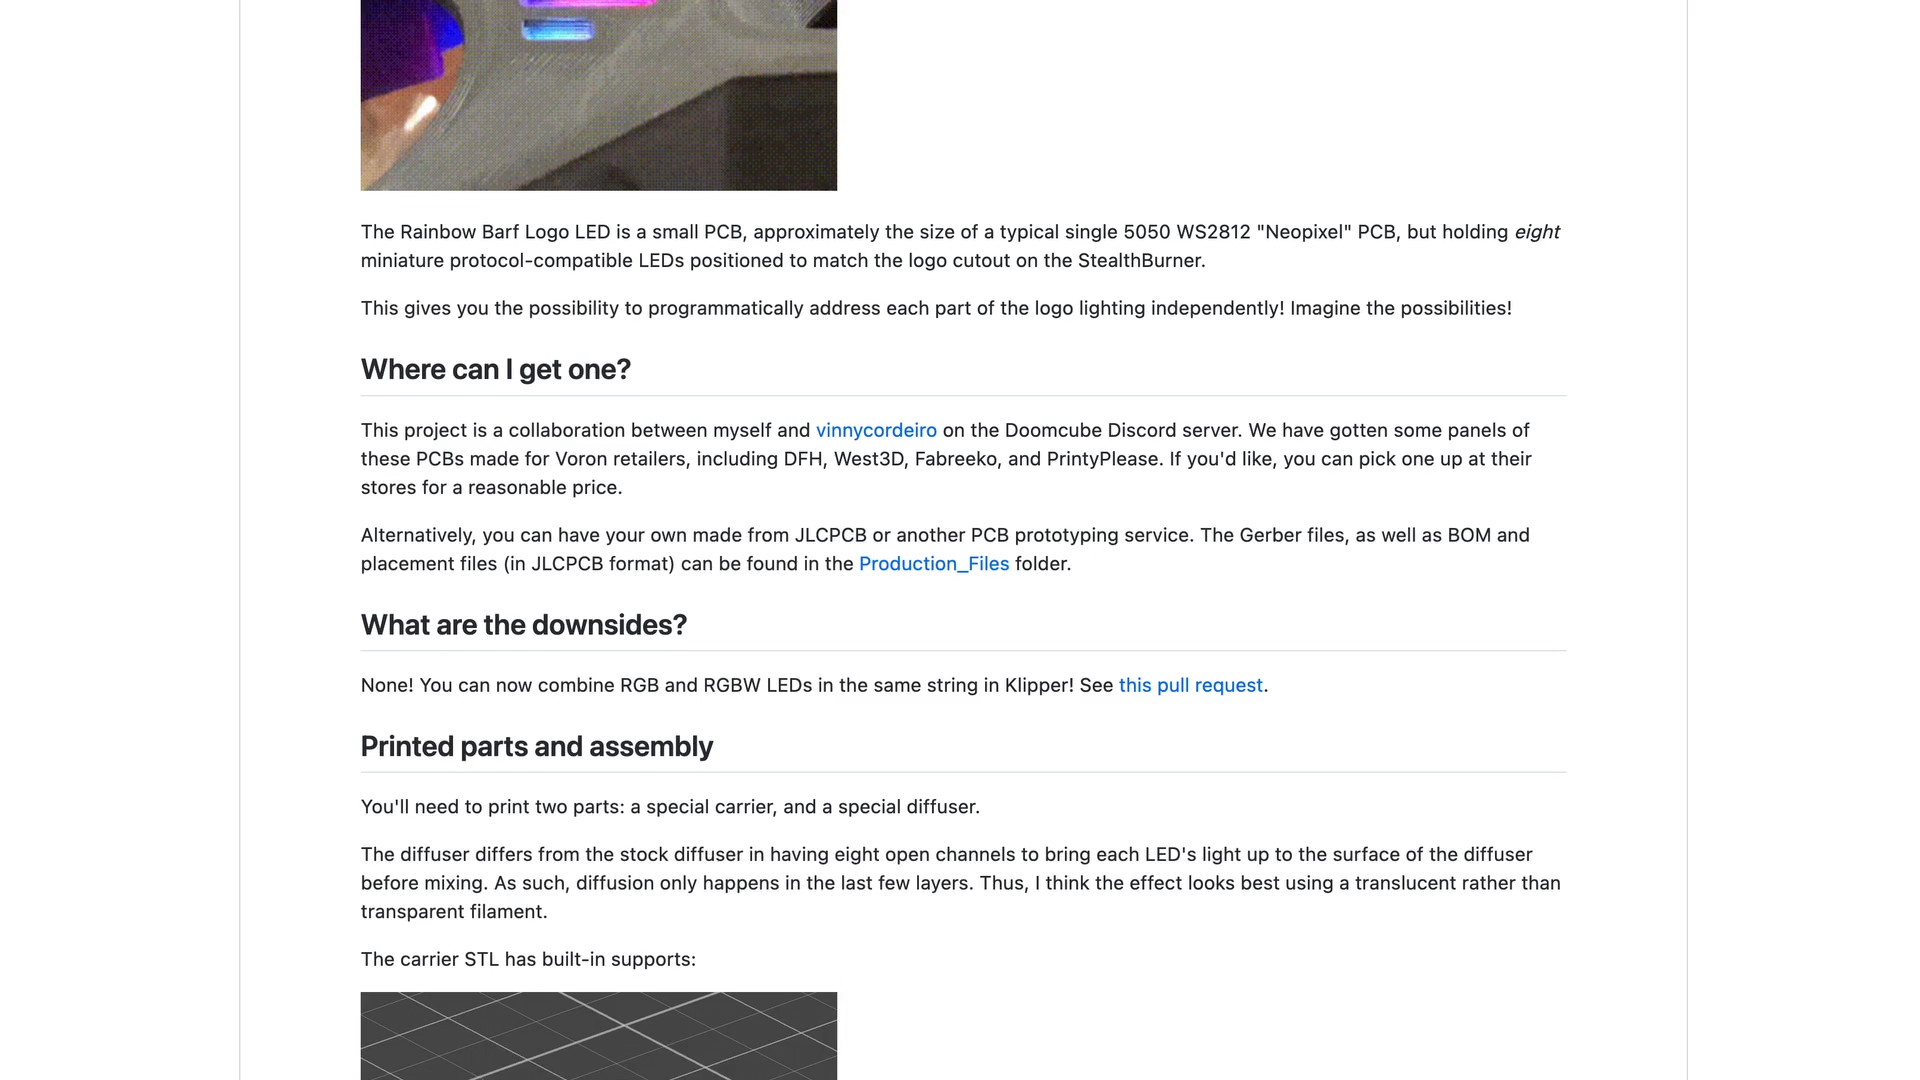 The Rainbow Barf Logo LED is a small PCB, approximately the size of a typical single 5050 WS2812 "Neopixel" PCB, but holding eight
miniature protocol-compatible LEDs positioned to match the logo cutout on the StealthBurner.
This gives you the possibility to programmatically address each part of the logo lighting independently! Imagine the possibilities!
Where can I get one?
This project is a collaboration between myself and vinnycordeiro on the Doomcube Discord server. We have gotten some panels of
these PCBs made for Voron retailers, including DFH, West3D, Fabreeko, and PrintyPlease. If you'd like, you can pick one up at their
stores for a reasonable price.
Alternatively, you can have your own made from JLCPCB or another PCB prototyping service. The Gerber files, as well as BOM and
placement files (in JLCPCB format) can be found in the Production_Files folder.
What are the downsides?
None! You can now combine RGB and RGBW LEDs in the same string in Klipper! See this pull request.
Printed parts and assembly
You'll need to print two parts: a special carrier, and a special diffuser.
The diffuser differs from the stock diffuser in having eight open channels to bring each LED's light up to the surface of the diffuser
before mixing. As such, diffusion only happens in the last few layers. Thus, I think the effect looks best using a translucent rather than
transparent filament.
The carrier STL has built-in supports: